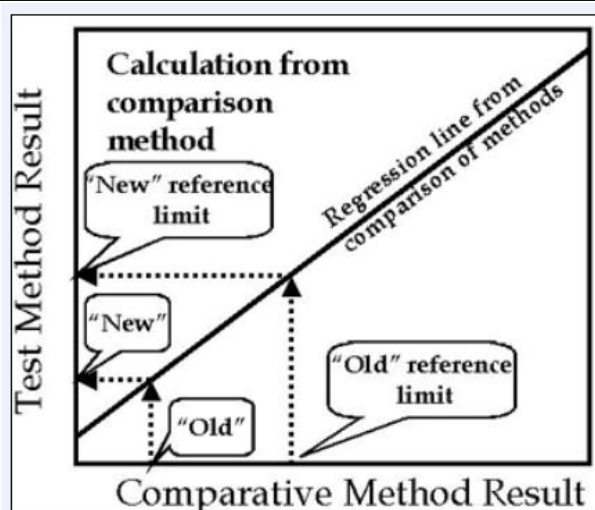 Calculation from
comparison
method
Regression line from
comparison of methods
"New" reference
limit
"New"
"Old" reference
limit
"Old"
Test Method Result
Comparative Method Result